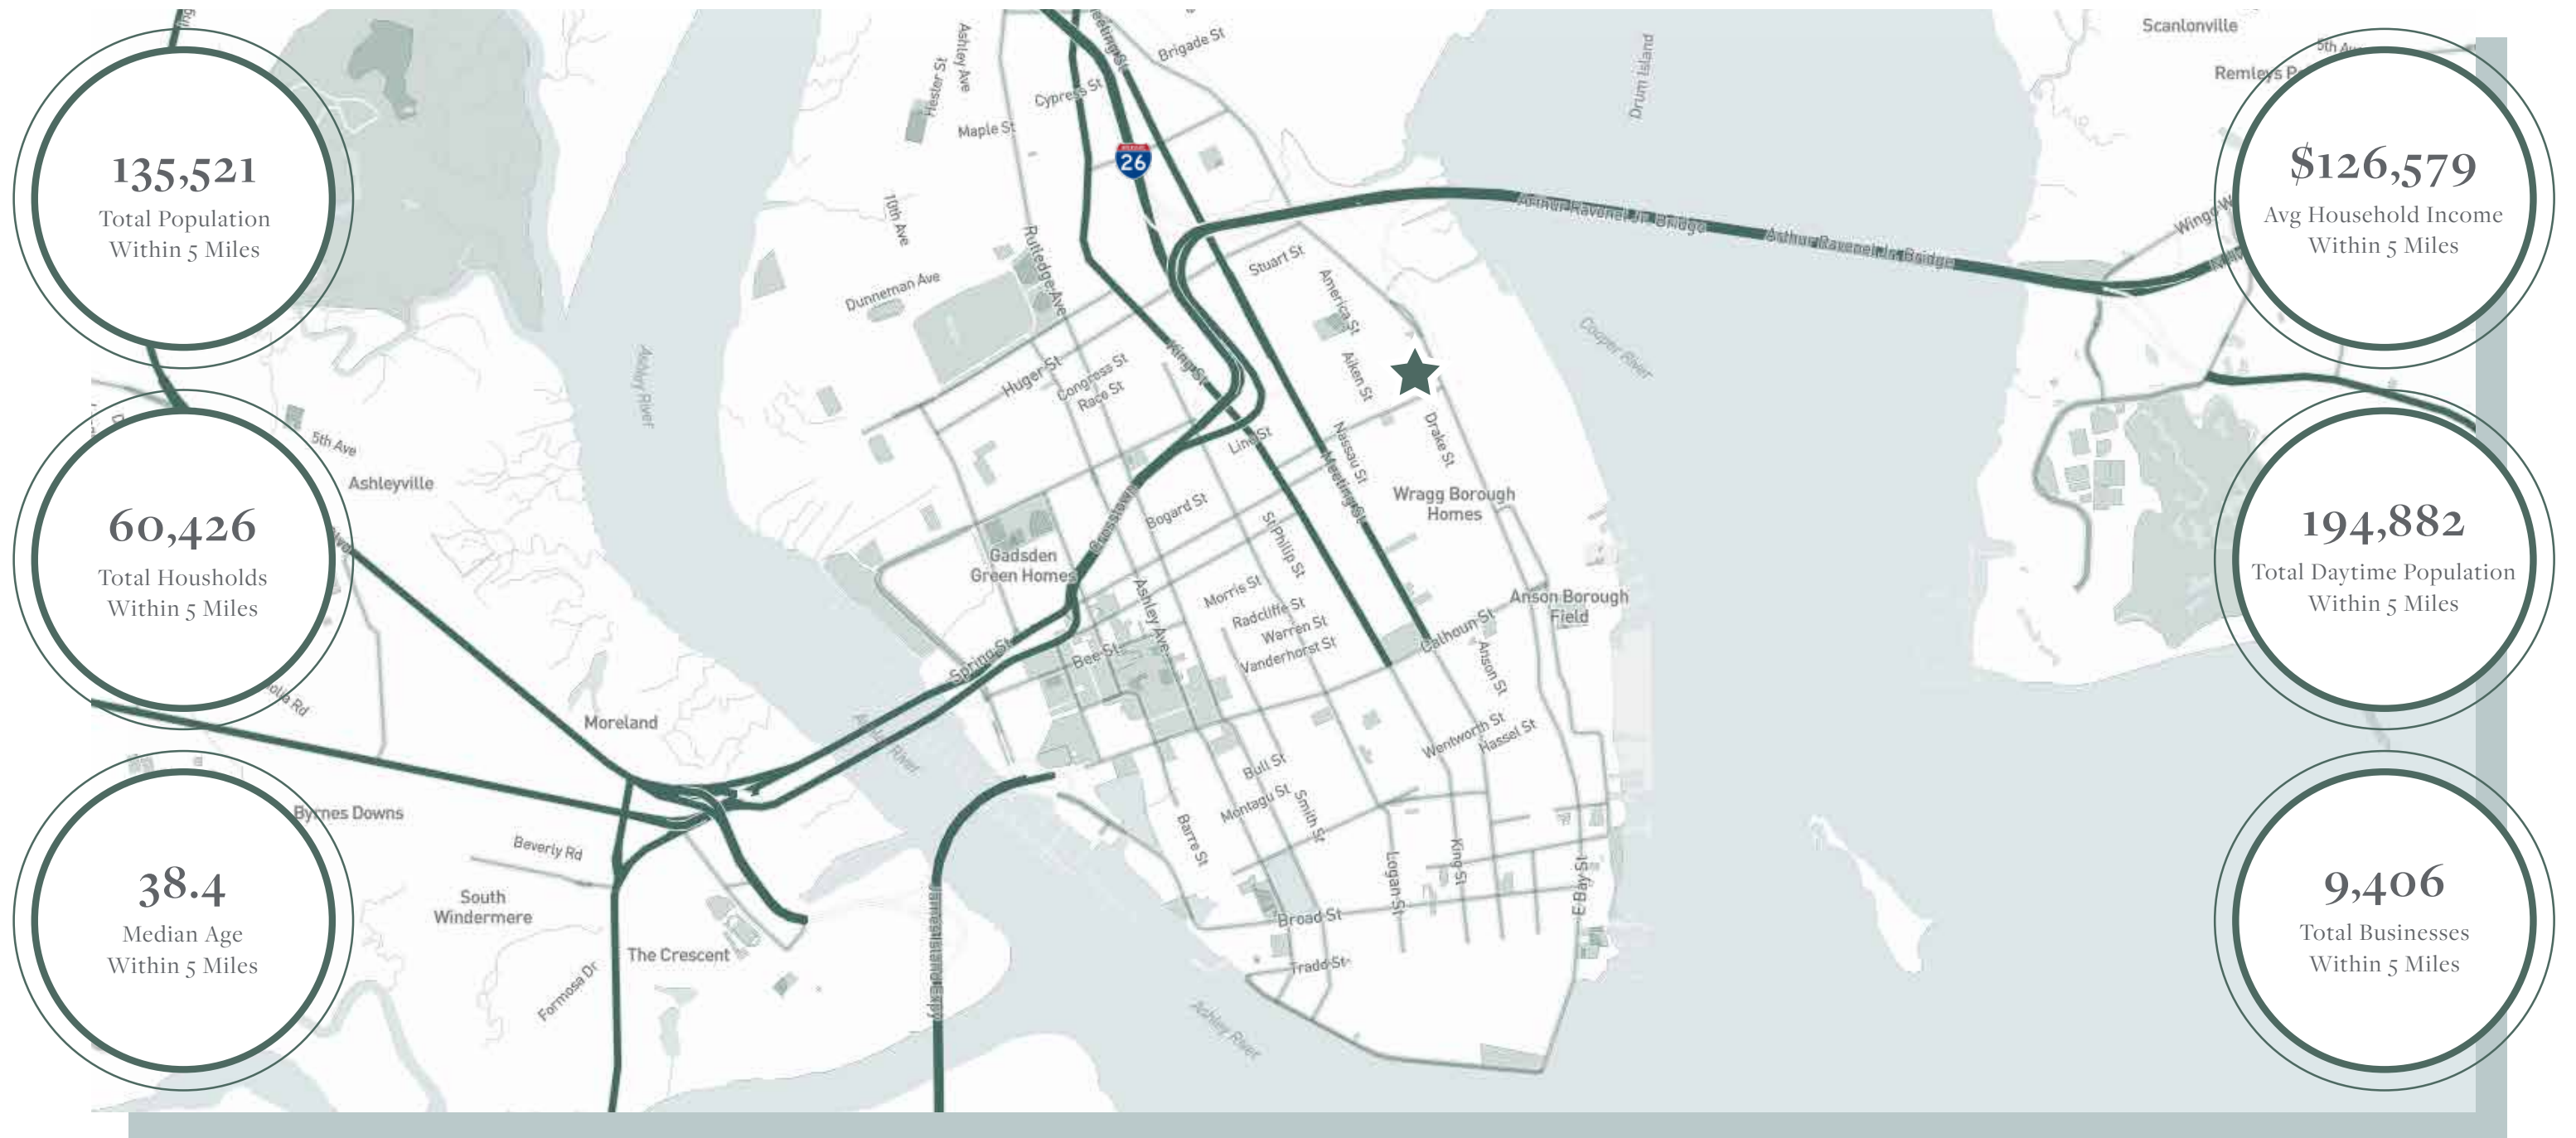 135,521
Total Population
Within 5 Miles
60,426
Total Housholds
Within 5 Miles
38.4
Median Age
Within 5 Miles
$126,579
Avg Household Income
Within 5 Miles
194,882
Total Daytime Population
Within 5 Miles
9,406
Total Businesses
Within 5 Miles
Scanlonville
5th Av
Remleys P
Wingo W
Drum Island
Brigade St
Ashley Ave
Hester St
Cypress St
Maple St
26
10th Ave
Rutledge Ave
Dunneman Ave
Stuart St
America St
Arthur Ravenel Jr. Bridge
Arthur Ravenel Jr. Bridge
Cooper River
Ashley River
Huger St
Congress St
Race St
King St
Aiken St
Drake St
Line St
Nassau St
Meeting St
5th Ave
Ashleyville
Wragg Borough
Homes
Crosstown
Bogard St
St Philip St
Gadsden
Green Homes
Ashley Ave
Morris St
Radcliffe St
Warren St
Vanderhorst St
Anson Borough
Field
Calhoun St
Anson St
Spring St
Bee St
olia Rd
Moreland
River
Wentworth St
Hassel St
Bull St
Montagu St
Smith St
Barre St
Byrnes Downs
Beverly Rd
South
Windermere
Logan St
King St
E Bay St
Broad St
The Crescent
Formosa Dr
James Island Expy
Tradd St
Ashley River